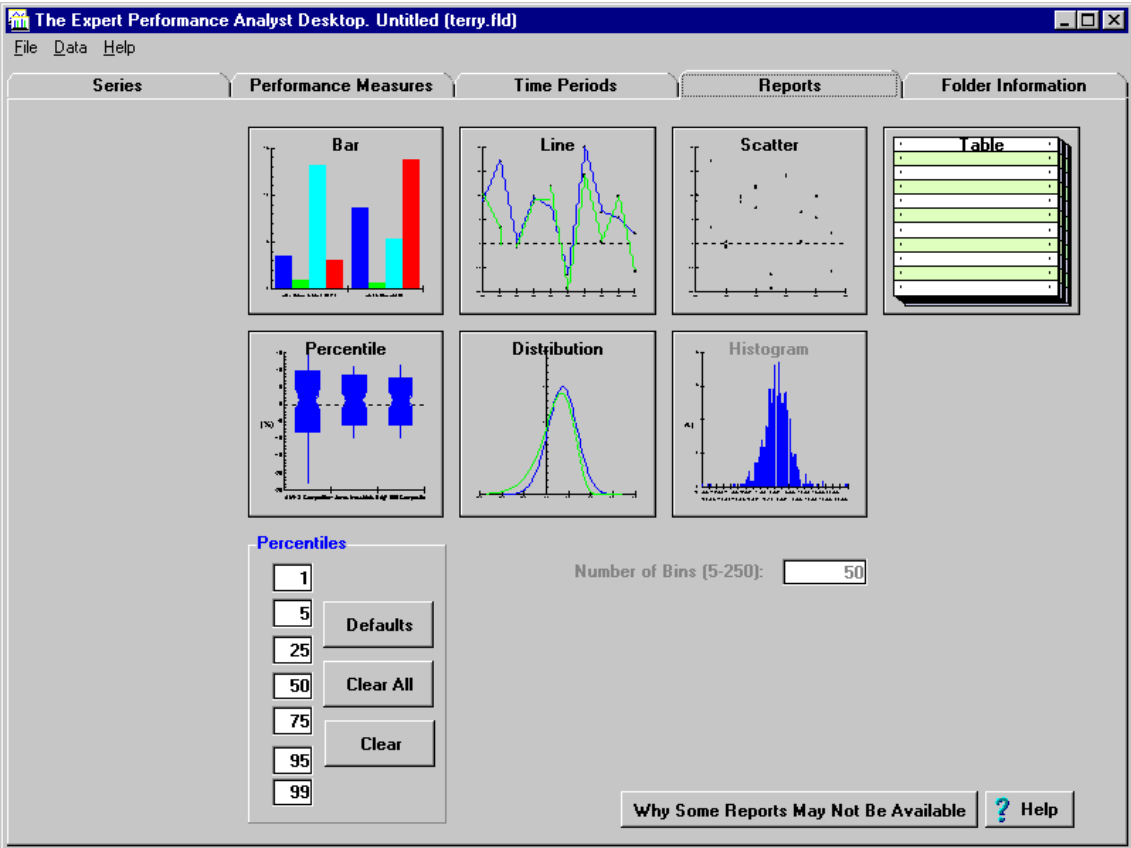 The Expert Performance Analyst Desktop. Untitled (terry.fld)
File Data Help
Series Performance Measures Time Periods Reports Folder Information
Bar Line Scatter Table
Percentile Distribution Histogram
(%)
Percentiles
Number of Bins (5-250): 50
1
5
Defaults
25
50 Clear All
75
Clear
95
99
Why Some Reports May Not Be Available ? Help